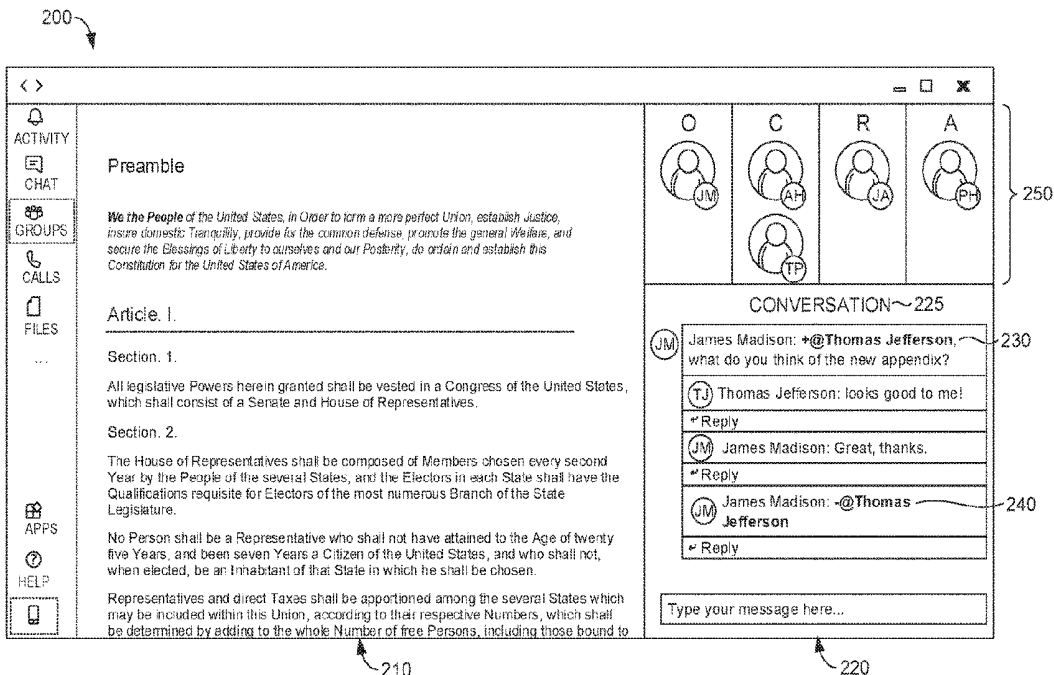 200
< >
ACTIVITY
CHAT
GROUPS
CALLS
FILES
...
APPS
HELP
Preamble
We the People of the United States, in Order to form a more perfect Union, establish Justice,
insure domestic Tranquility, provide for the common defense, promote the general Welfare, and
secure the Blessings of Liberty to ourselves and our Posterity, do ordain and establish this
Constitution for the United States of America.
Article. I.
Section. 1.
All legislative Powers herein granted shall be vested in a Congress of the United States,
which shall consist of a Senate and House of Representatives.
Section. 2.
The House of Representatives shall be composed of Members chosen every second
Year by the People of the several States, and the Electors in each State shall have the
Qualifications requisite for Electors of the most numerous Branch of the State
Legislature.
No Person shall be a Representative who shall not have attained to the Age of twenty
five Years, and been seven Years a Citizen of the United States, and who shall not,
when elected, be an Inhabitant of that State in which he shall be chosen.
Representatives and direct Taxes shall be apportioned among the several States which
may be included within this Union, according to their respective Numbers, which shall
be determined by adding to the whole Number of free Persons, including those bound to
210
O C R A
JM AH JA PH
TP
250
CONVERSATION 225
JM James Madison: +@Thomas Jefferson, 230
what do you think of the new appendix?
TJ Thomas Jefferson: looks good to me!
Reply
JM James Madison: Great, thanks.
Reply
JM James Madison: -@Thomas 240
Jefferson
Reply
Type your message here...
220